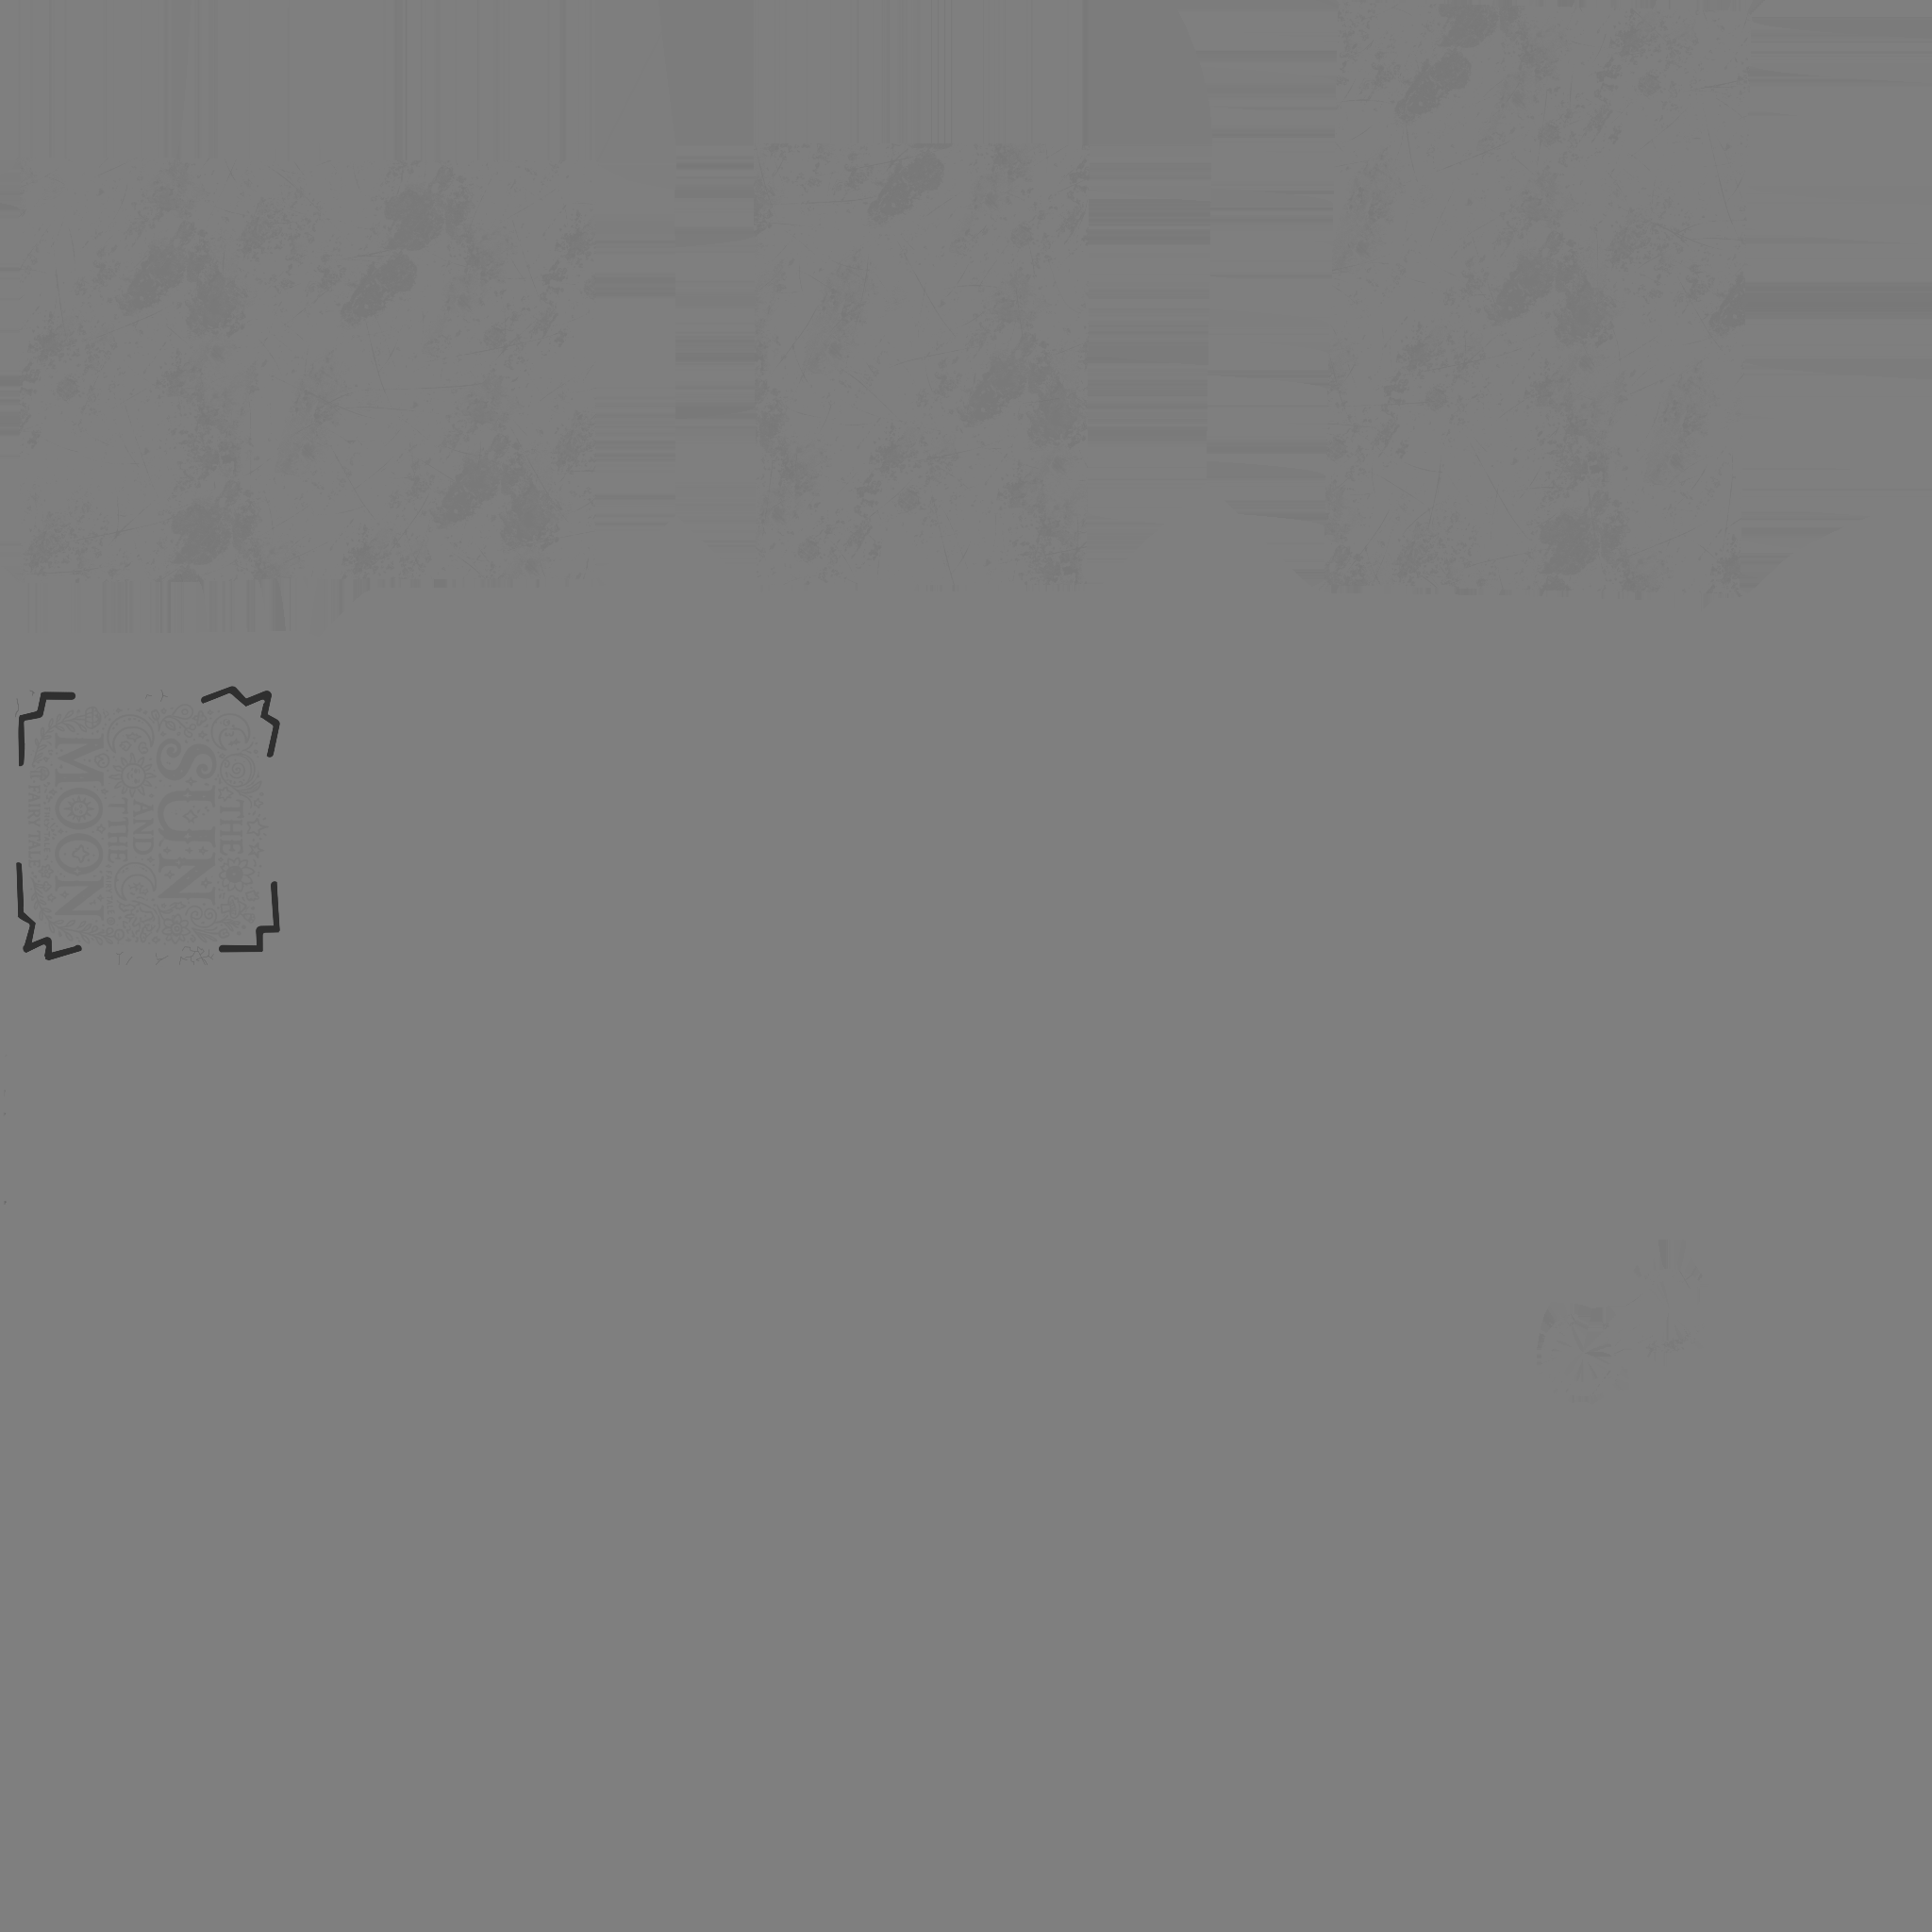 THE
SUN
AND
THE
MOON
FAIRY TALE